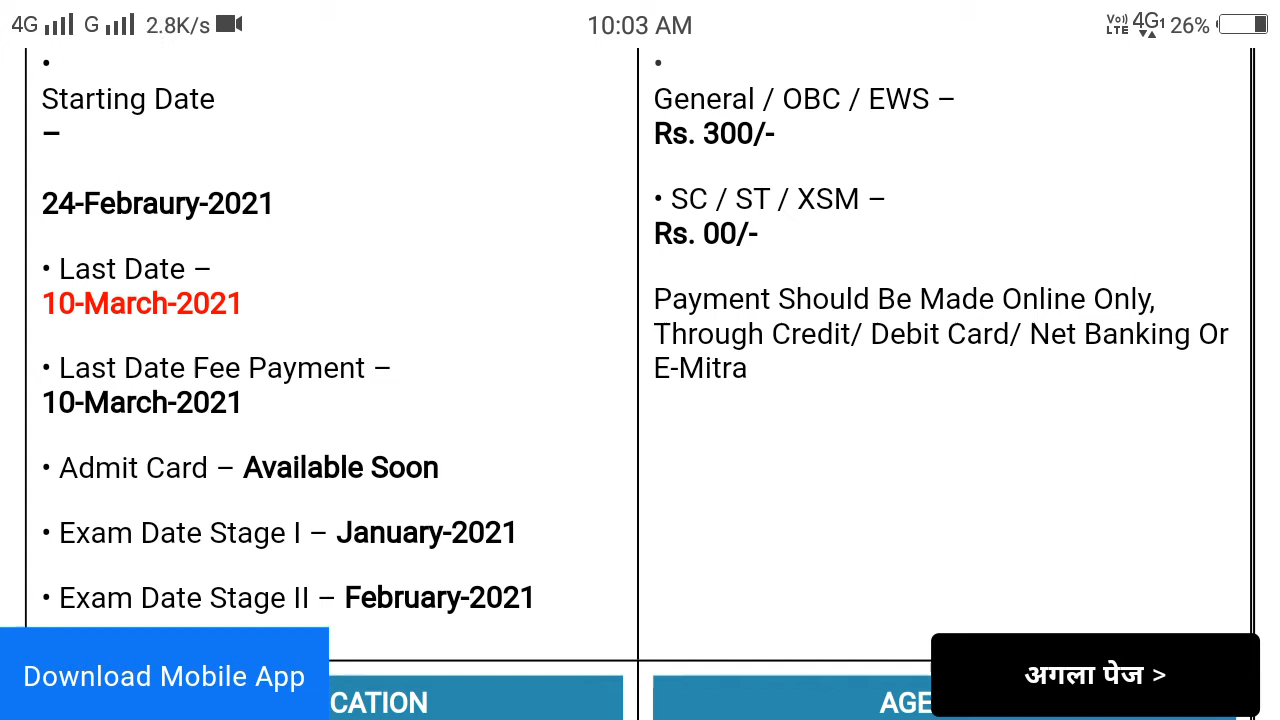 4G G 2.8K/s 10:03 AM Vo)) LTE 4G1 26%
•
Starting Date
–
24-Febraury-2021
• Last Date –
10-March-2021
• Last Date Fee Payment –
10-March-2021
• Admit Card – Available Soon
• Exam Date Stage I – January-2021
• Exam Date Stage II – February-2021
•
General / OBC / EWS –
Rs. 300/-
• SC / ST / XSM –
Rs. 00/-
Payment Should Be Made Online Only,
Through Credit/ Debit Card/ Net Banking Or
E-Mitra
Download Mobile App
CATION
AGE
अगला पेज >